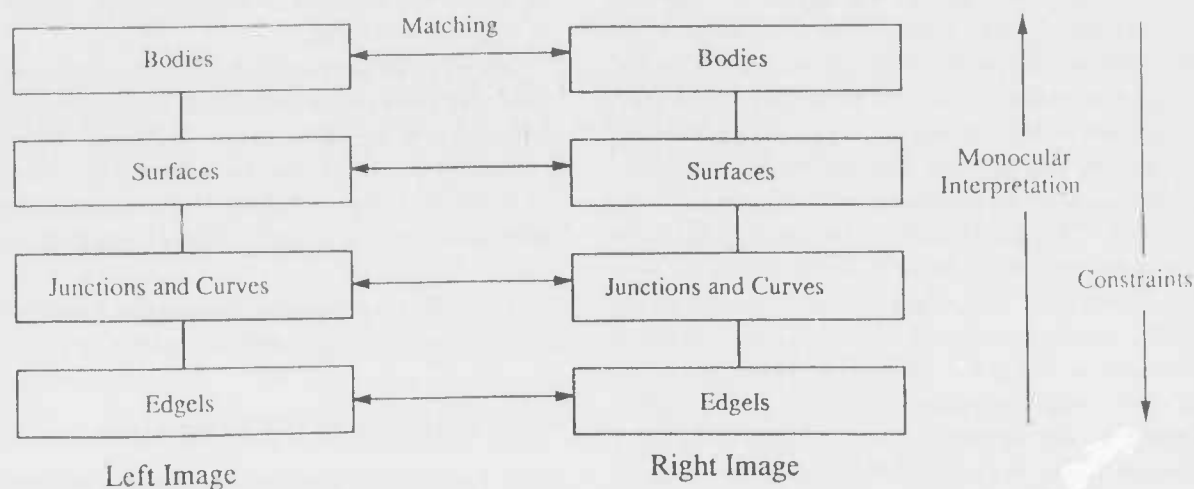 Matching
Bodies
Bodies
Surfaces
Surfaces
Monocular
Interpretation
Junctions and Curves
Junctions and Curves
Constraints
Edgels
Edgels
Left Image
Right Image